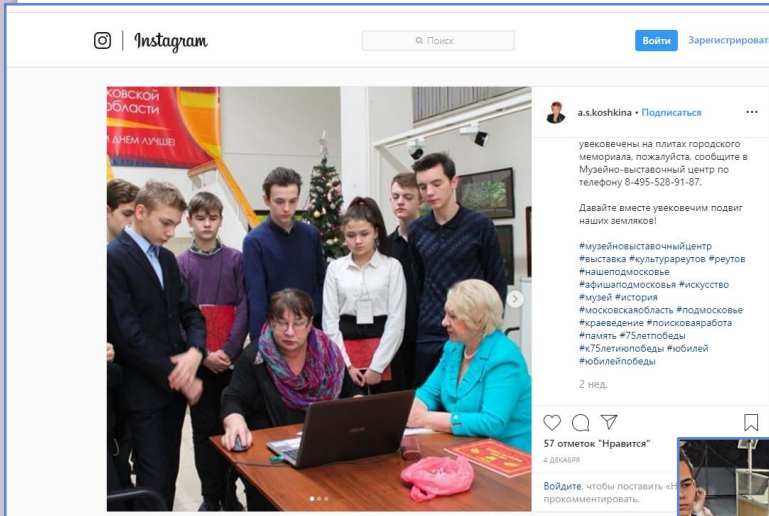 Instagram
Поиск
Войти
Зарегистрироват
КОВСКОЙ
ОБЛАСТИ
ДНЕМ ЛУЧШЕ!
a.s.koshkina • Подписаться
увековечены на плитах городского
мемориала, пожалуйста, сообщите в
Музейно-выставочный центр по
телефону 8-495-528-91-87.
Давайте вместе увековечим подвиг
наших земляков!
#музейновыставочныйцентр
#выставка #культурареутов #реутов
#нашеподмосковье
#афишаподмосковья #искусство
#музей #история
#московскаяобласть #подмосковье
#краеведение #поисковаяработа
#память #75летпобеды
#к75летиюпобеды #юбилей
#юбилейпобеды
2 нед.
57 отметок "Нравится"
4 ДЕКАБРЯ
Войдите, чтобы поставить «Н
прокомментировать.